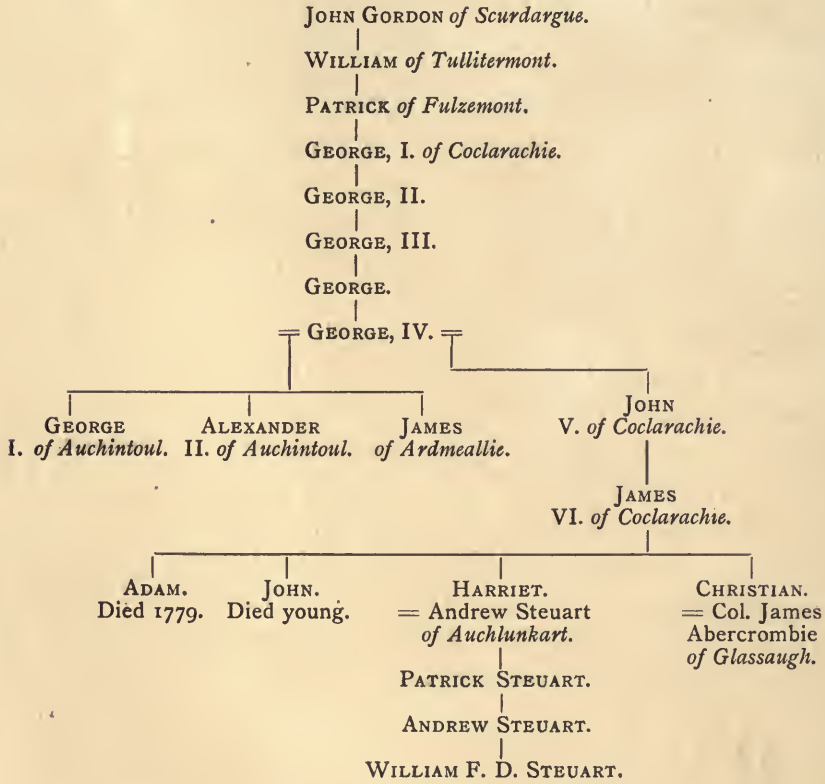 JOHN GORDON of Scurdargue.
WILLIAM of Tullitermont.
PATRICK of Fulzemont.
GEORGE, I. of Coclarachie.
GEORGE, II.
GEORGE, III.
GEORGE.
= GEORGE, IV. =
GEORGE
I. of Auchintoul.
ALEXANDER
II. of Auchintoul.
JAMES
of Ardmeallie.
JOHN
V. of Coclarachie.
JAMES
VI. of Coclarachie.
ADAM.
Died 1779.
JOHN.
Died young.
HARRIET.
= Andrew Steuart
of Auchlunkart.
CHRISTIAN.
= Col. James
Abercrombie
of Glassaugh.
PATRICK STEUART.
ANDREW STEUART.
WILLIAM F. D. STEUART.